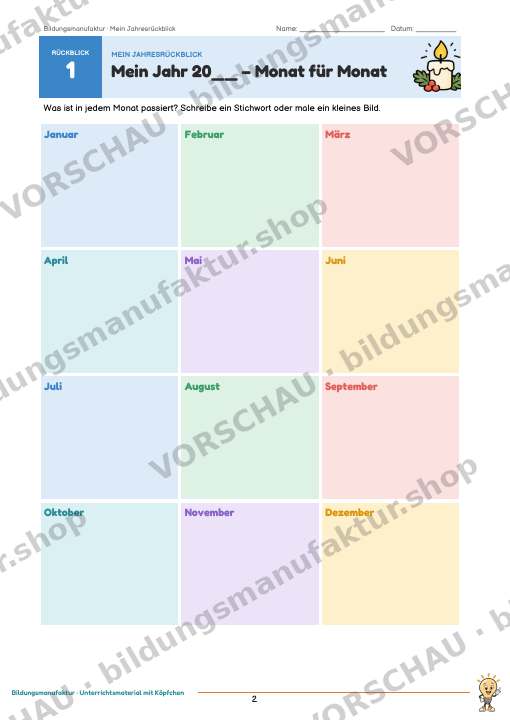 Bildungsmanufaktur · Mein Jahresrückblick Name: ____________________ Datum: __________
RÜCKBLICK
1
MEIN JAHRESRÜCKBLICK
Mein Jahr 20__ – Monat für Monat
Was ist in jedem Monat passiert? Schreibe ein Stichwort oder male ein kleines Bild.
Januar Februar März
April Mai Juni
Juli August September
Oktober November Dezember
VORSCHAU · bildungsmanufaktur.shop
Bildungsmanufaktur · Unterrichtsmaterial mit Köpfchen
2